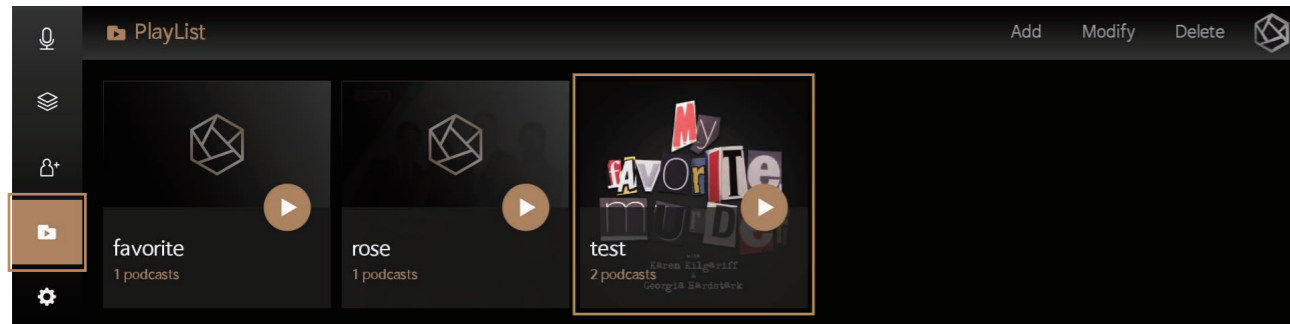 PlayList
Add
Modify
Delete
favorite
1 podcasts
rose
1 podcasts
My
fAVOrITE
mURDEr
test
2 podcasts
with
Karen Kilgariff
+
Georgia Hardstark